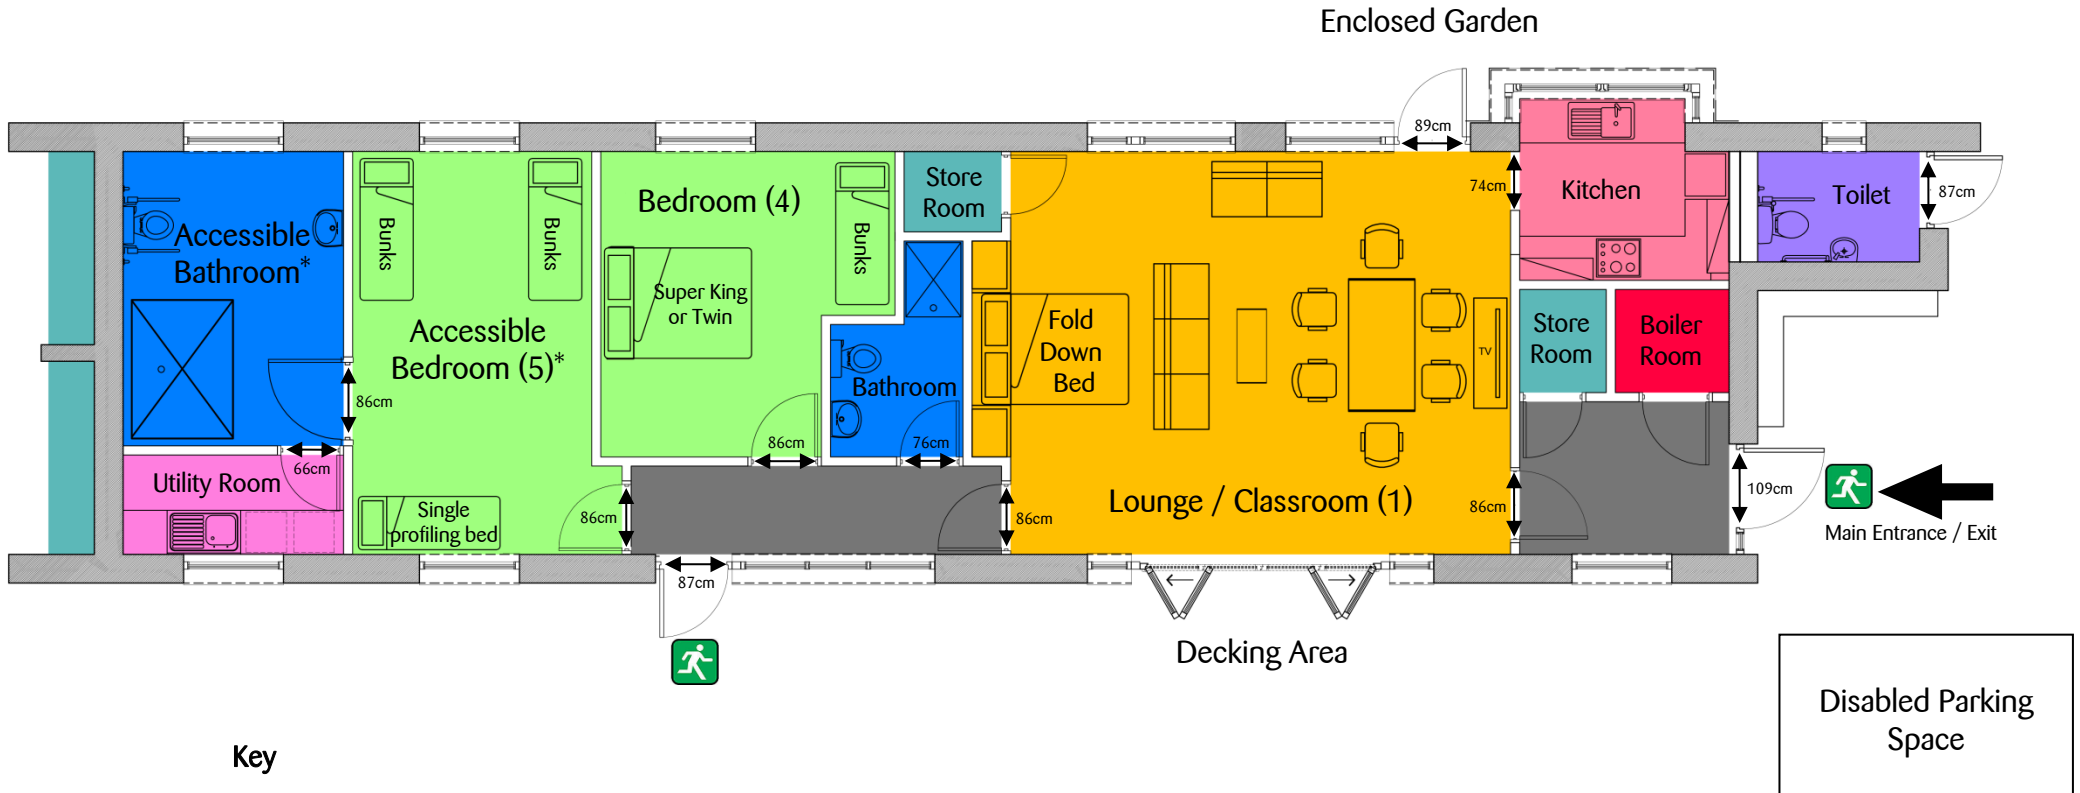 Enclosed Garden
89cm
Accessible
Bathroom*
Bunks
Bunks
Bedroom (4)
Bunks
Super King
or Twin
Store
Room
74cm
Kitchen
Toilet
87cm
Accessible
Bedroom (5)*
86cm
66cm
Utility Room
Single
profiling bed
86cm
86cm
Bathroom
76cm
Fold
Down
Bed
TV
Store
Room
Boiler
Room
Lounge / Classroom (1)
86cm
86cm
109cm
Main Entrance / Exit
87cm
Decking Area
Disabled Parking
Space
Key